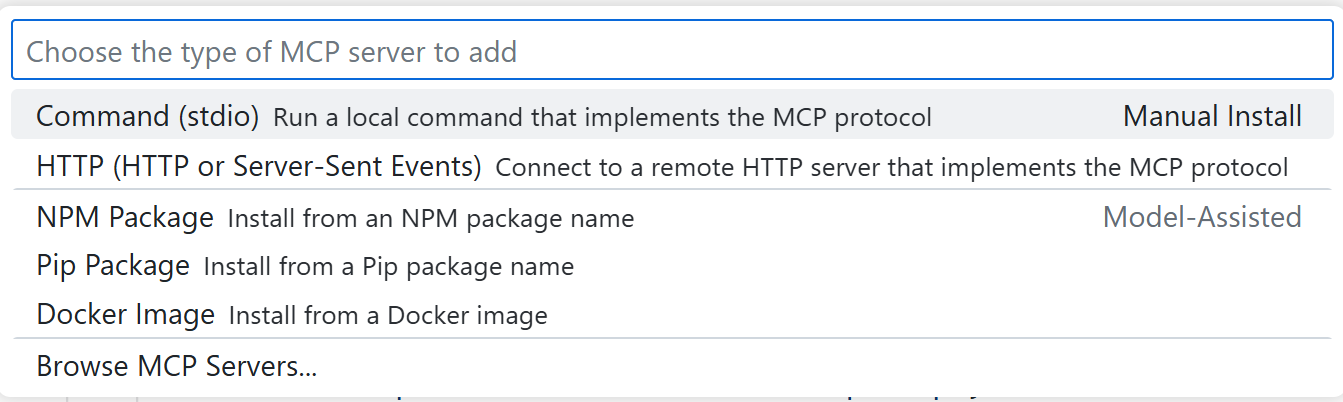 Choose the type of MCP server to add
Command (stdio) Run a local command that implements the MCP protocol Manual Install
HTTP (HTTP or Server-Sent Events) Connect to a remote HTTP server that implements the MCP protocol
NPM Package Install from an NPM package name Model-Assisted
Pip Package Install from a Pip package name
Docker Image Install from a Docker image
Browse MCP Servers...